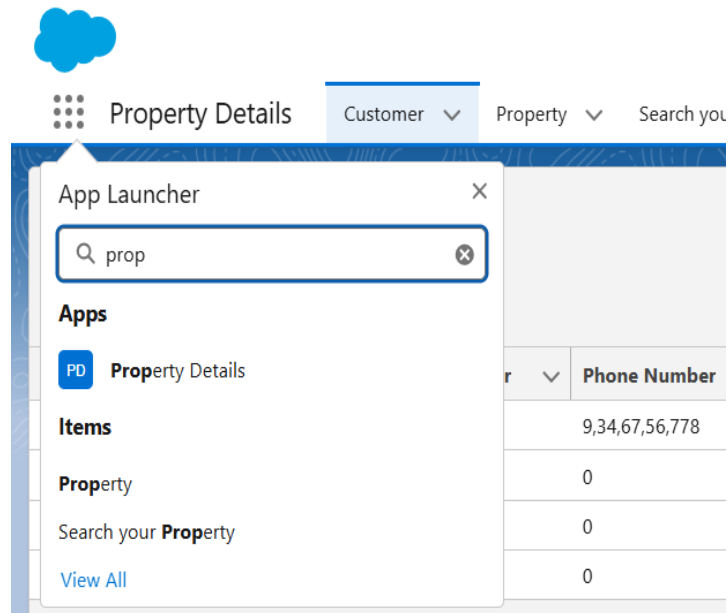 Property Details Customer Property Search you
App Launcher
prop
Apps
PD Property Details
Items
Property
Search your Property
View All
r Phone Number
9,34,67,56,778
0
0
0